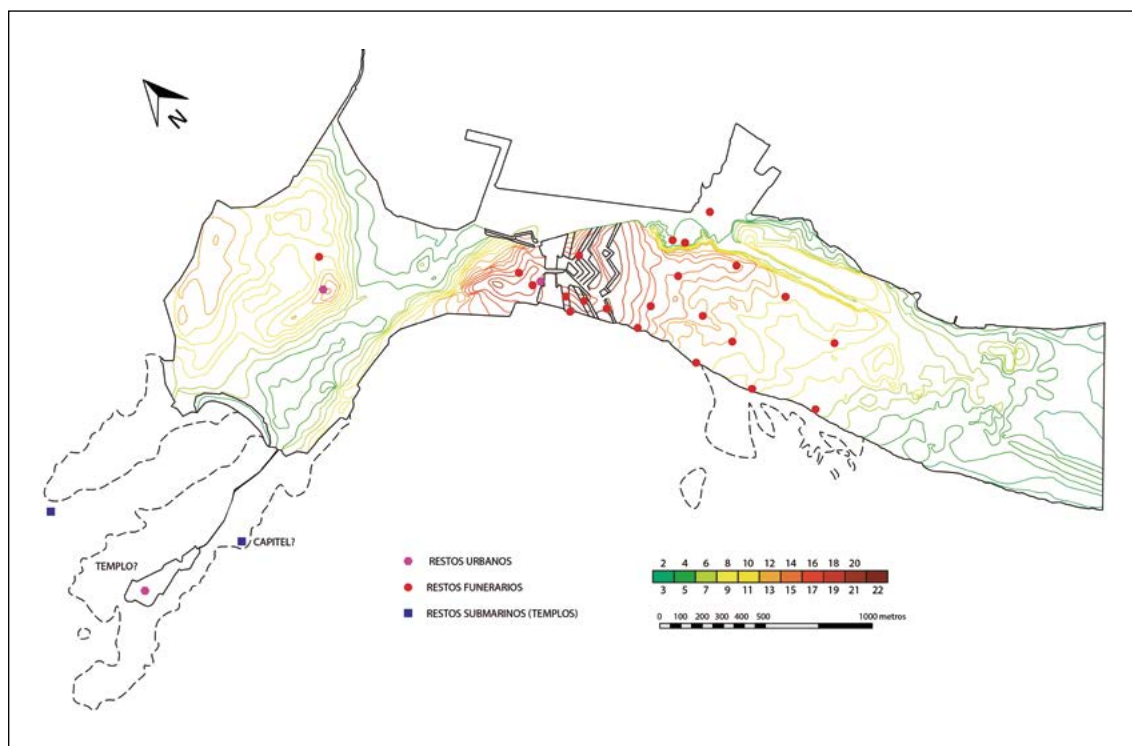 N
CAPITEL?
TEMPLO?
RESTOS URBANOS
RESTOS FUNERARIOS
RESTOS SUBMARINOS (TEMPLOS)
2 4 6 8 10 12 14 16 18 20
3 5 7 9 11 13 15 17 19 21 22
0 100 200 300 400 500 1000 metros